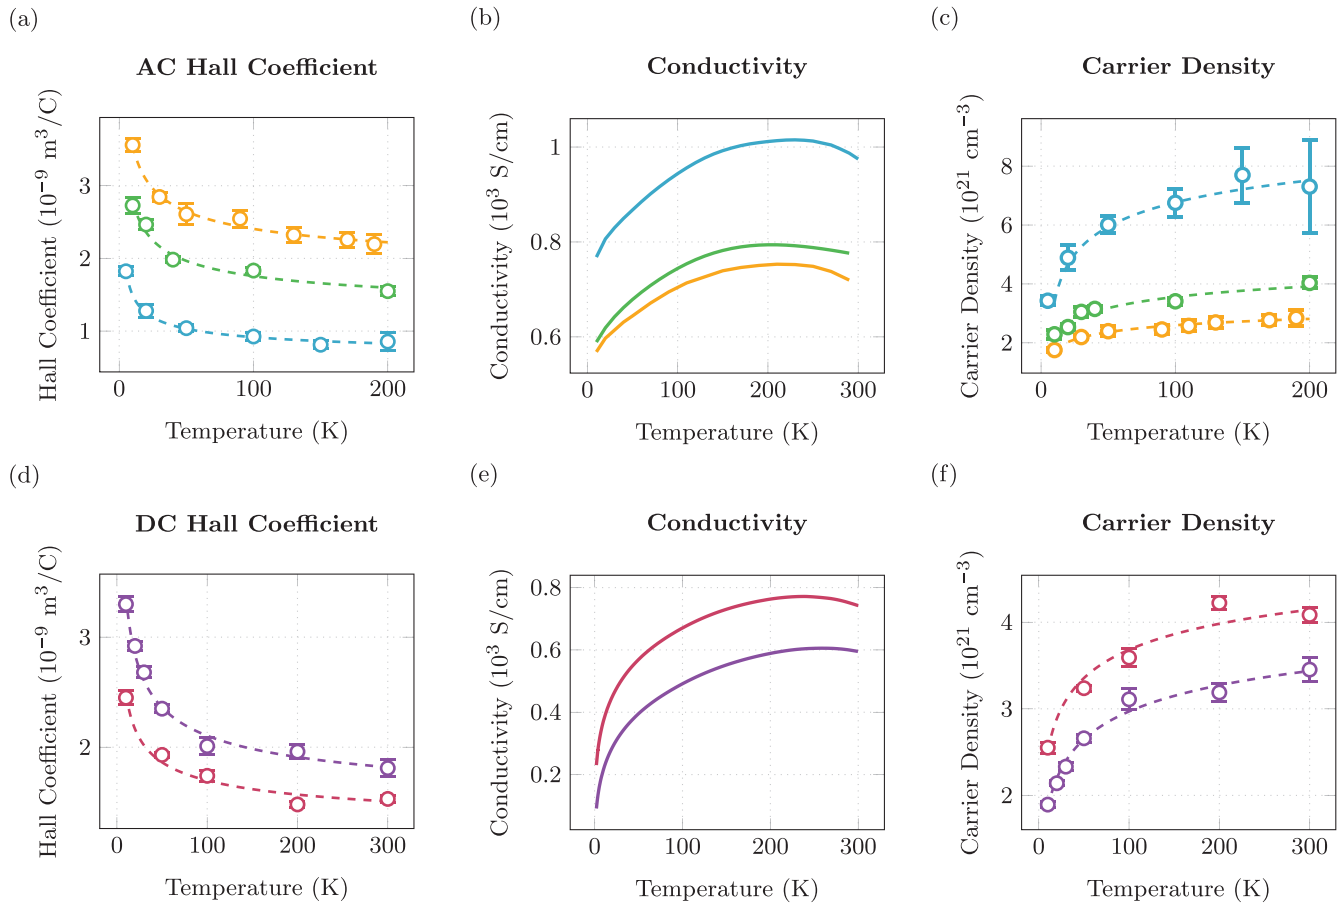 (a)
AC Hall Coefficient
Hall Coefficient (10⁻⁹ m³/C)
3
2
1
0
100
200
Temperature (K)
(b)
Conductivity
Conductivity (10³ S/cm)
1
0.8
0.6
0
100
200
300
Temperature (K)
(c)
Carrier Density
Carrier Density (10²¹ cm⁻³)
8
6
4
2
0
100
200
Temperature (K)
(d)
DC Hall Coefficient
Hall Coefficient (10⁻⁹ m³/C)
3
2
0
100
200
300
Temperature (K)
(e)
Conductivity
Conductivity (10³ S/cm)
0.8
0.6
0.4
0.2
0
100
200
300
Temperature (K)
(f)
Carrier Density
Carrier Density (10²¹ cm⁻³)
4
3
2
0
100
200
300
Temperature (K)